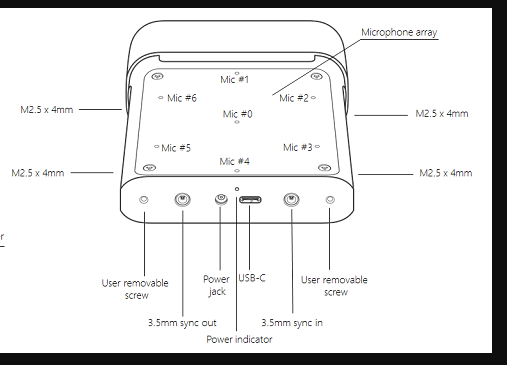 Microphone array
Mic #1
Mic #6
Mic #2
M2.5 x 4mm
Mic #0
M2.5 x 4mm
Mic #5
Mic #3
Mic #4
M2.5 x 4mm
M2.5 x 4mm
r
User removable
screw
Power
jack
USB-C
User removable
screw
3.5mm sync out
3.5mm sync in
Power indicator